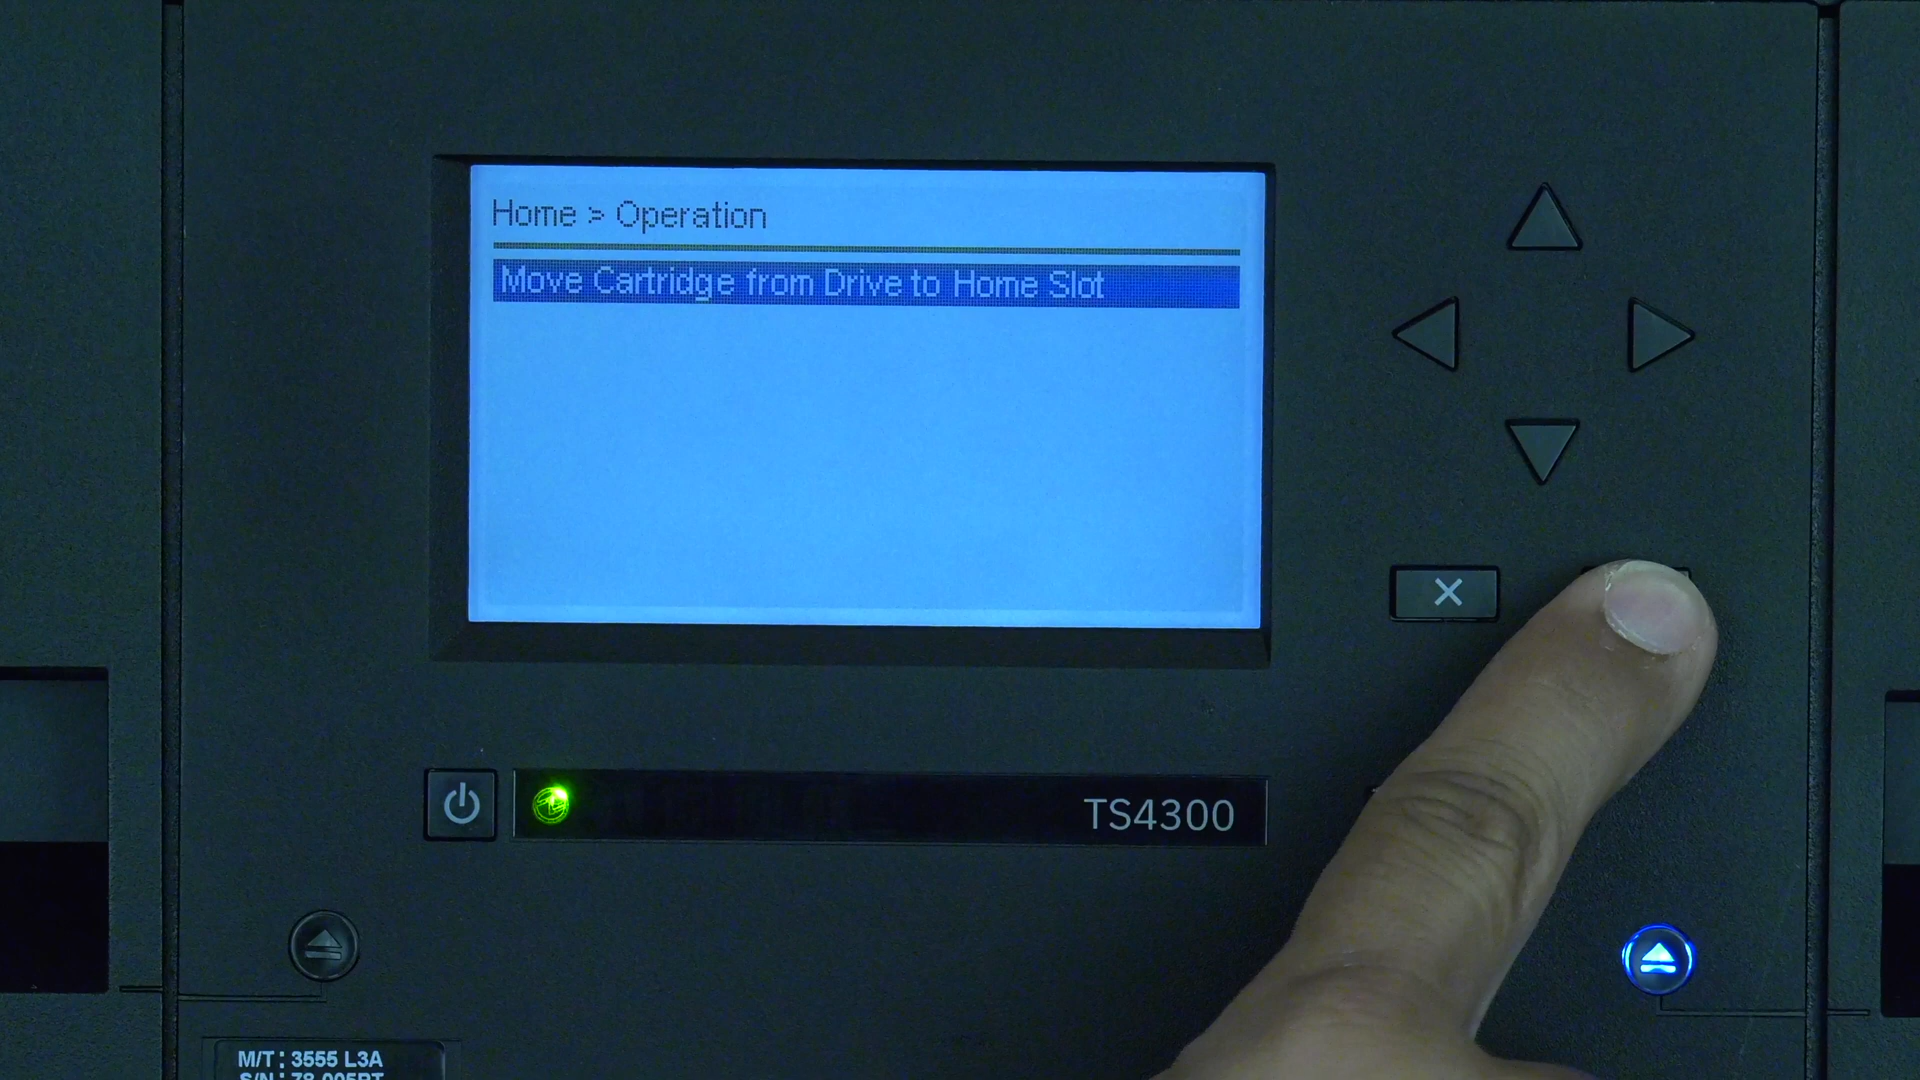 Home > Operation
Move Cartridge from Drive to Home Slot
TS4300
M/T: 3555 L3A